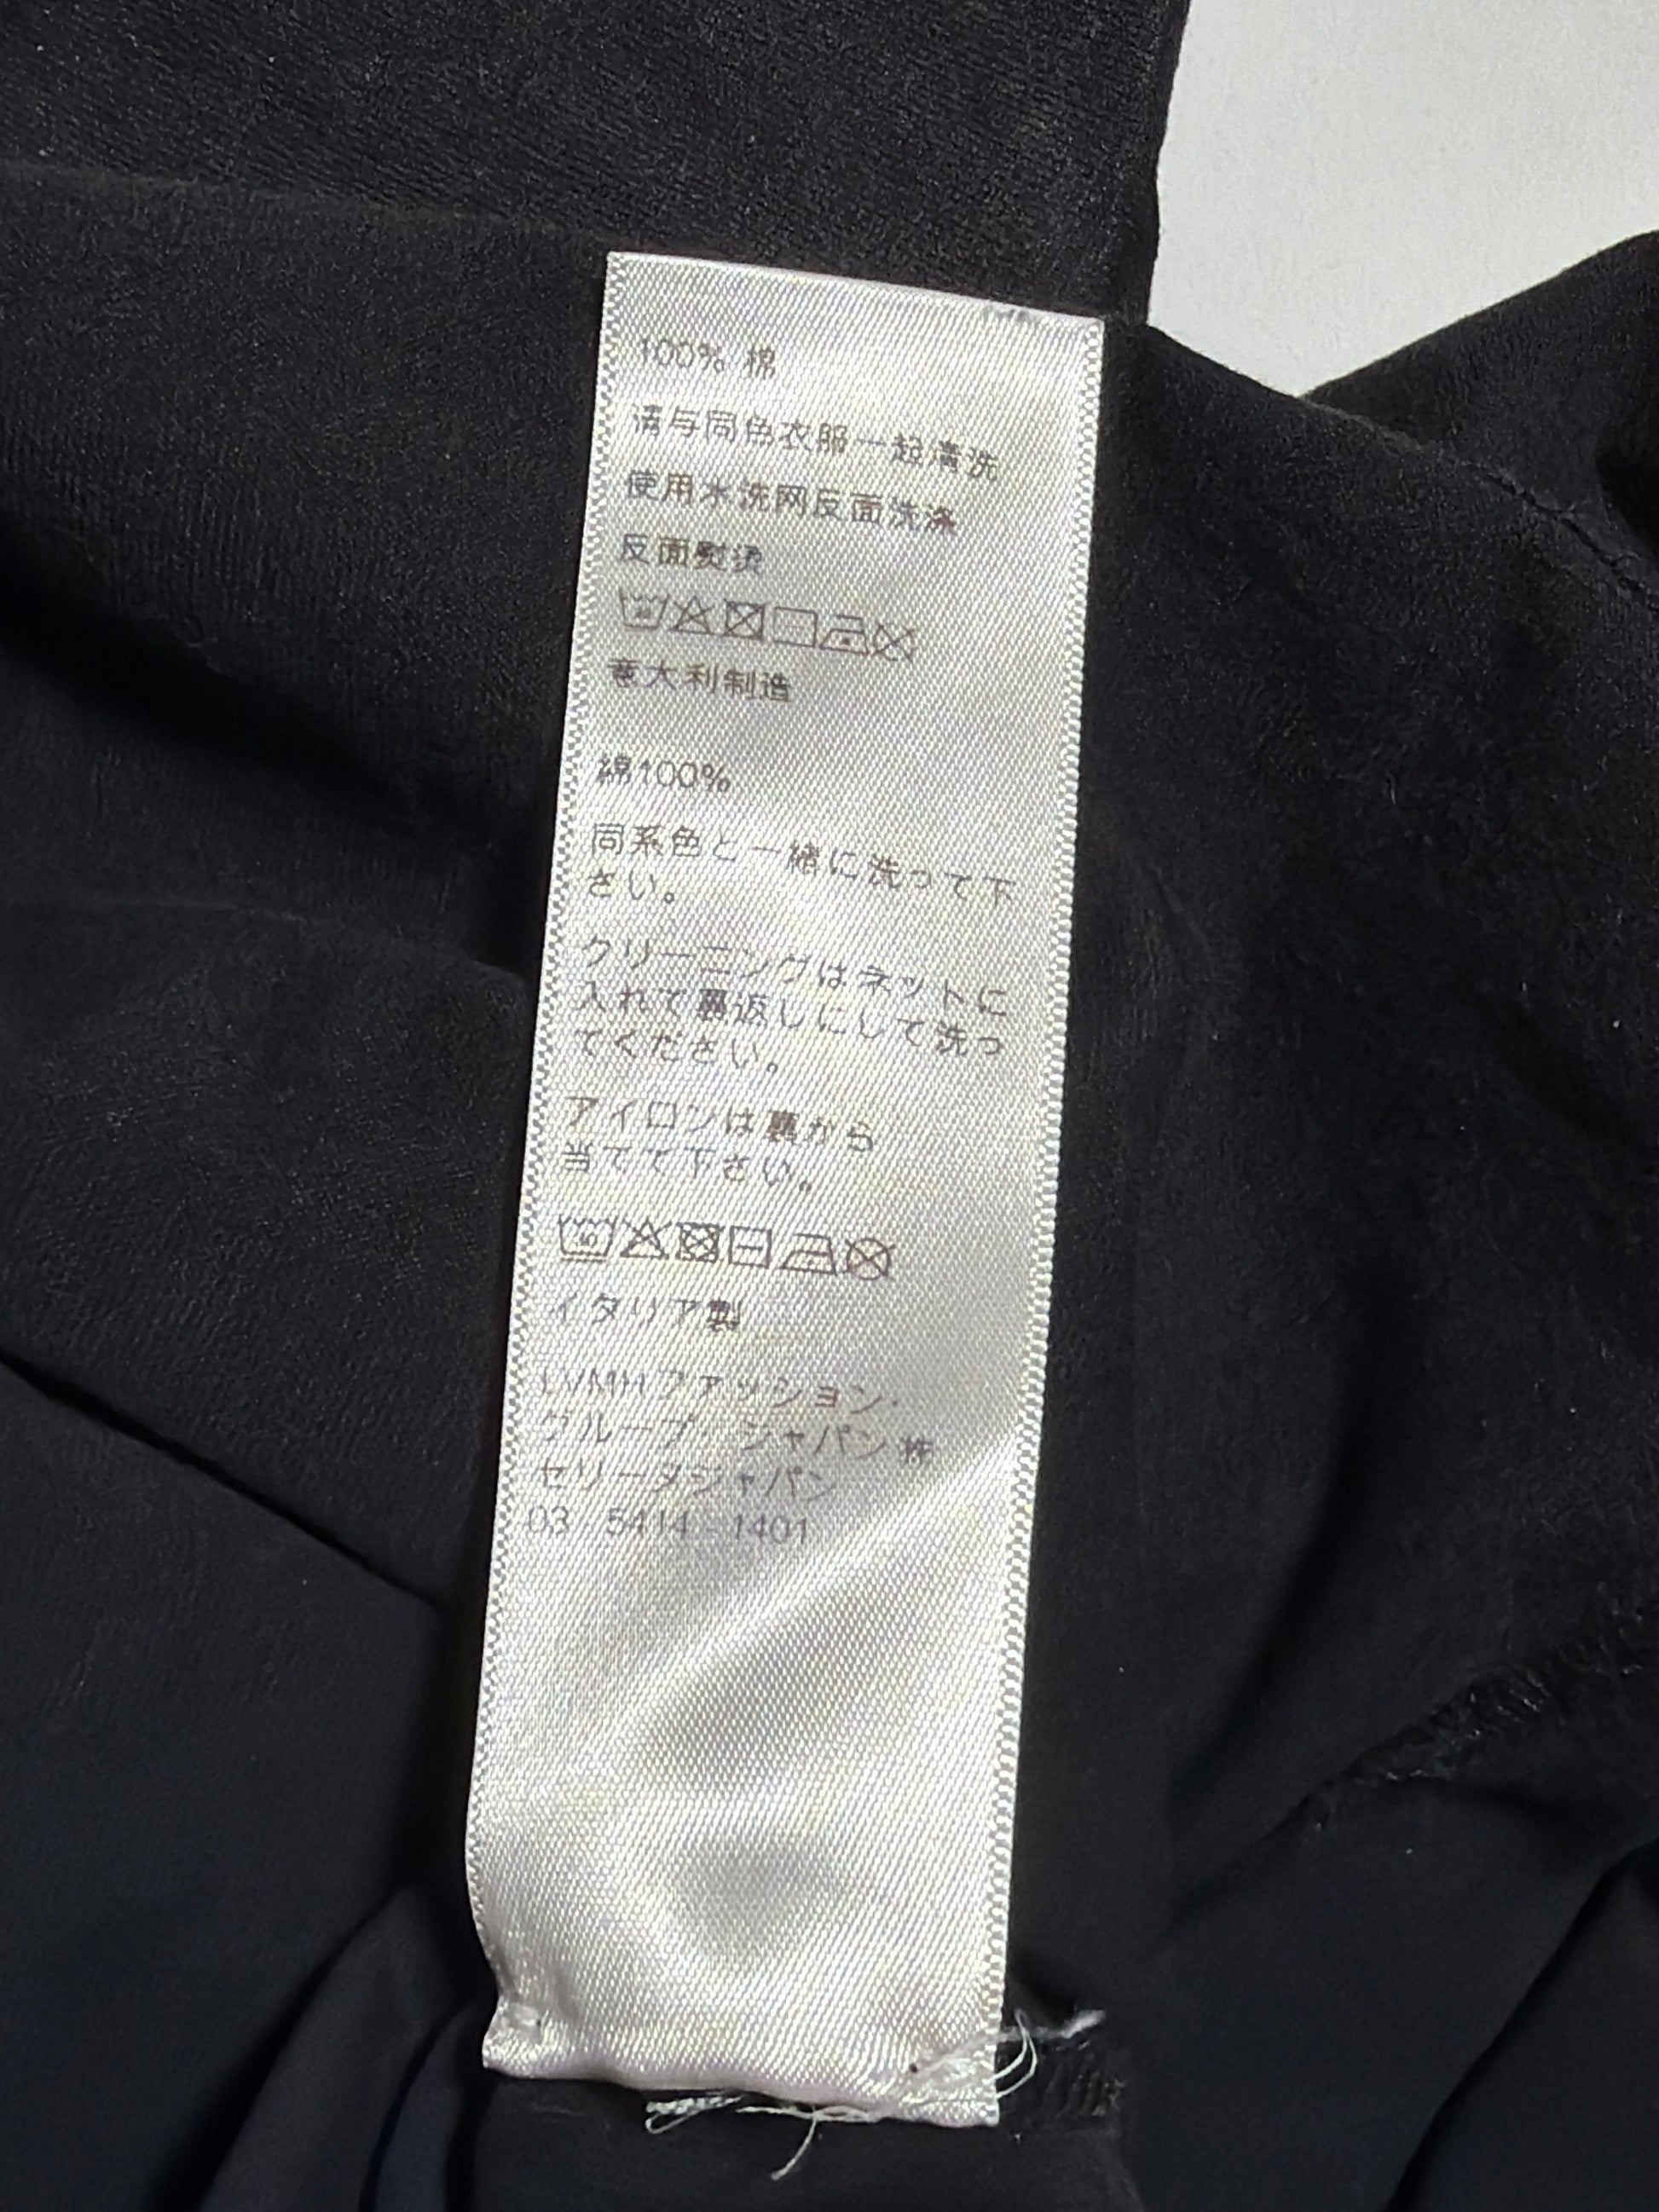 100% 棉
请与同色衣服一起清洗
使用水洗网反面洗涤
反面熨烫
意大利制造
綿100%
同系色と一緒に洗って下
さい。
クリーニングはネットに
入れて裏返しにして洗っ
てください。
アイロンは裏から
当てて下さい。
イタリア製
LVMHファッション・
グループ・ジャパン㈱
セリーヌジャパン
03 / 5414 - 1401